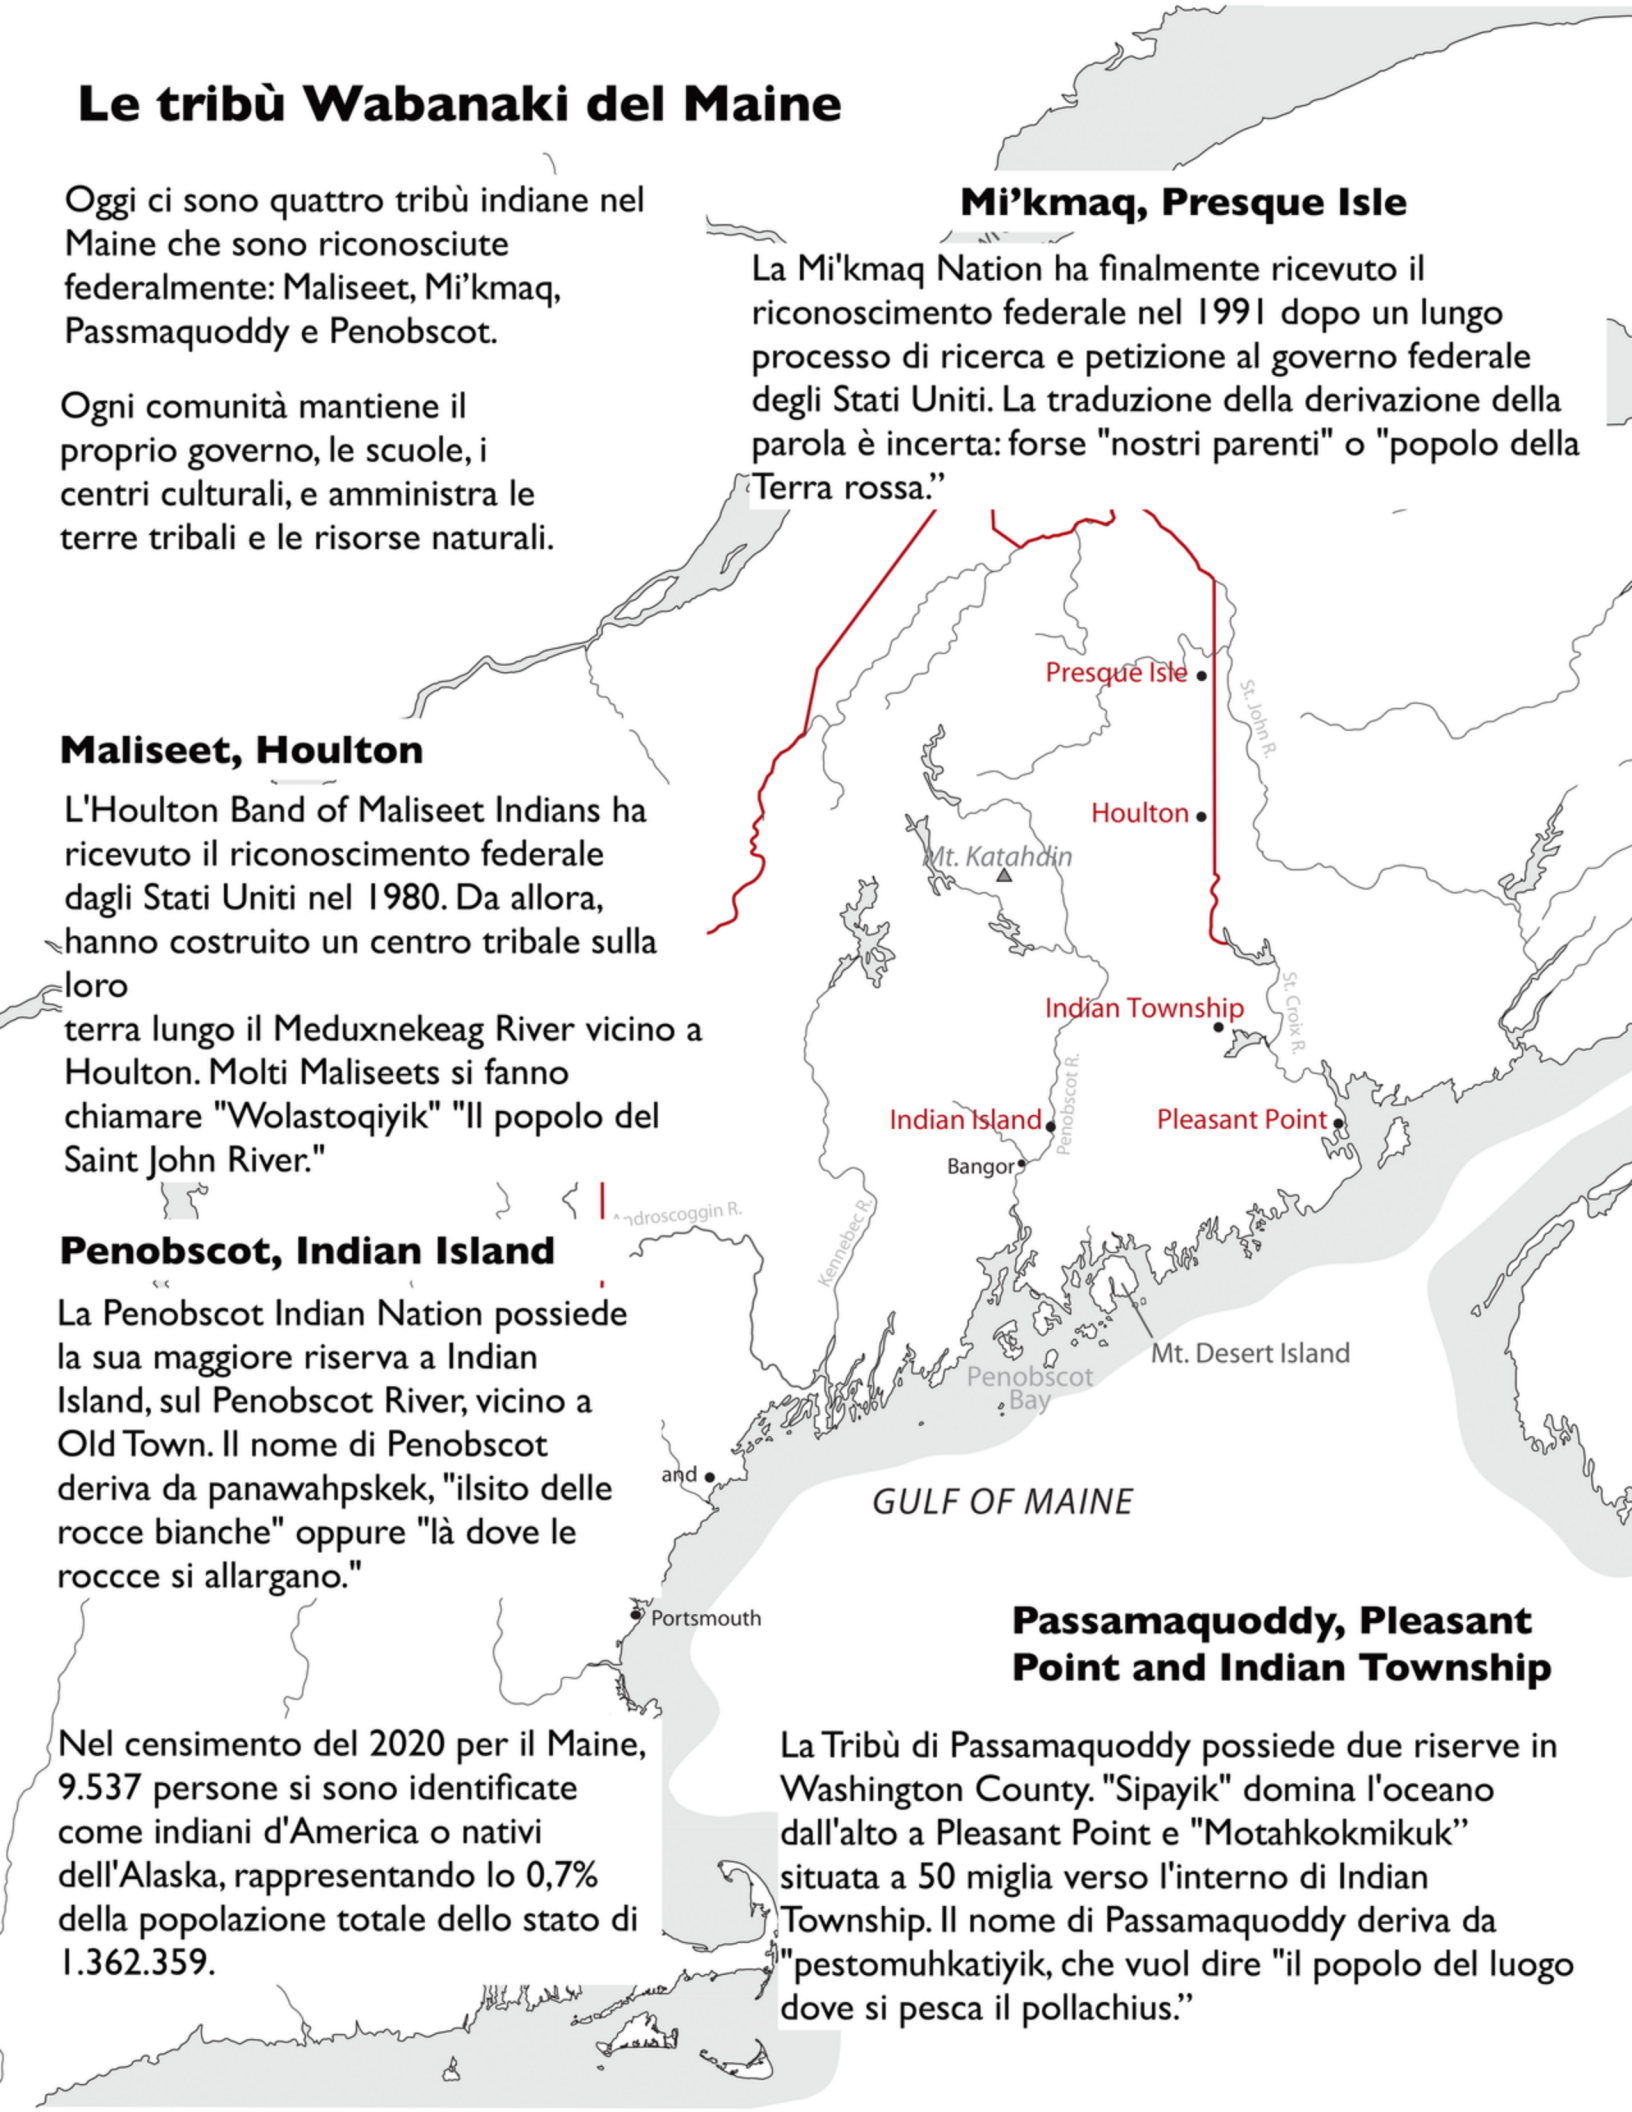 Le tribù Wabanaki del Maine
Oggi ci sono quattro tribù indiane nel
Maine che sono riconosciute
federalmente: Maliseet, Mi’kmaq,
Passmaquoddy e Penobscot.
Ogni comunità mantiene il
proprio governo, le scuole, i
centri culturali, e amministra le
terre tribali e le risorse naturali.
Mi’kmaq, Presque Isle
La Mi'kmaq Nation ha finalmente ricevuto il
riconoscimento federale nel 1991 dopo un lungo
processo di ricerca e petizione al governo federale
degli Stati Uniti. La traduzione della derivazione della
parola è incerta: forse "nostri parenti" o "popolo della
Terra rossa.”
Maliseet, Houlton
L'Houlton Band of Maliseet Indians ha
ricevuto il riconoscimento federale
dagli Stati Uniti nel 1980. Da allora,
hanno costruito un centro tribale sulla
loro
terra lungo il Meduxnekeag River vicino a
Houlton. Molti Maliseets si fanno
chiamare "Wolastoqiyik" "Il popolo del
Saint John River."
Presque Isle
St. John R.
Houlton
Mt. Katahdin
Indian Township
St. Croix R.
Penobscot R.
Indian Island
Pleasant Point
Bangor
Androscoggin R.
Kennebec R.
Mt. Desert Island
Penobscot
Bay
and
GULF OF MAINE
Portsmouth
Penobscot, Indian Island
La Penobscot Indian Nation possiede
la sua maggiore riserva a Indian
Island, sul Penobscot River, vicino a
Old Town. Il nome di Penobscot
deriva da panawahpskek, "ilsito delle
rocce bianche" oppure "là dove le
roccce si allargano."
Nel censimento del 2020 per il Maine,
9.537 persone si sono identificate
come indiani d'America o nativi
dell'Alaska, rappresentando lo 0,7%
della popolazione totale dello stato di
1.362.359.
Passamaquoddy, Pleasant
Point and Indian Township
La Tribù di Passamaquoddy possiede due riserve in
Washington County. "Sipayik" domina l'oceano
dall'alto a Pleasant Point e "Motahkokmikuk”
situata a 50 miglia verso l'interno di Indian
Township. Il nome di Passamaquoddy deriva da
"pestomuhkatiyik, che vuol dire "il popolo del luogo
dove si pesca il pollachius.”